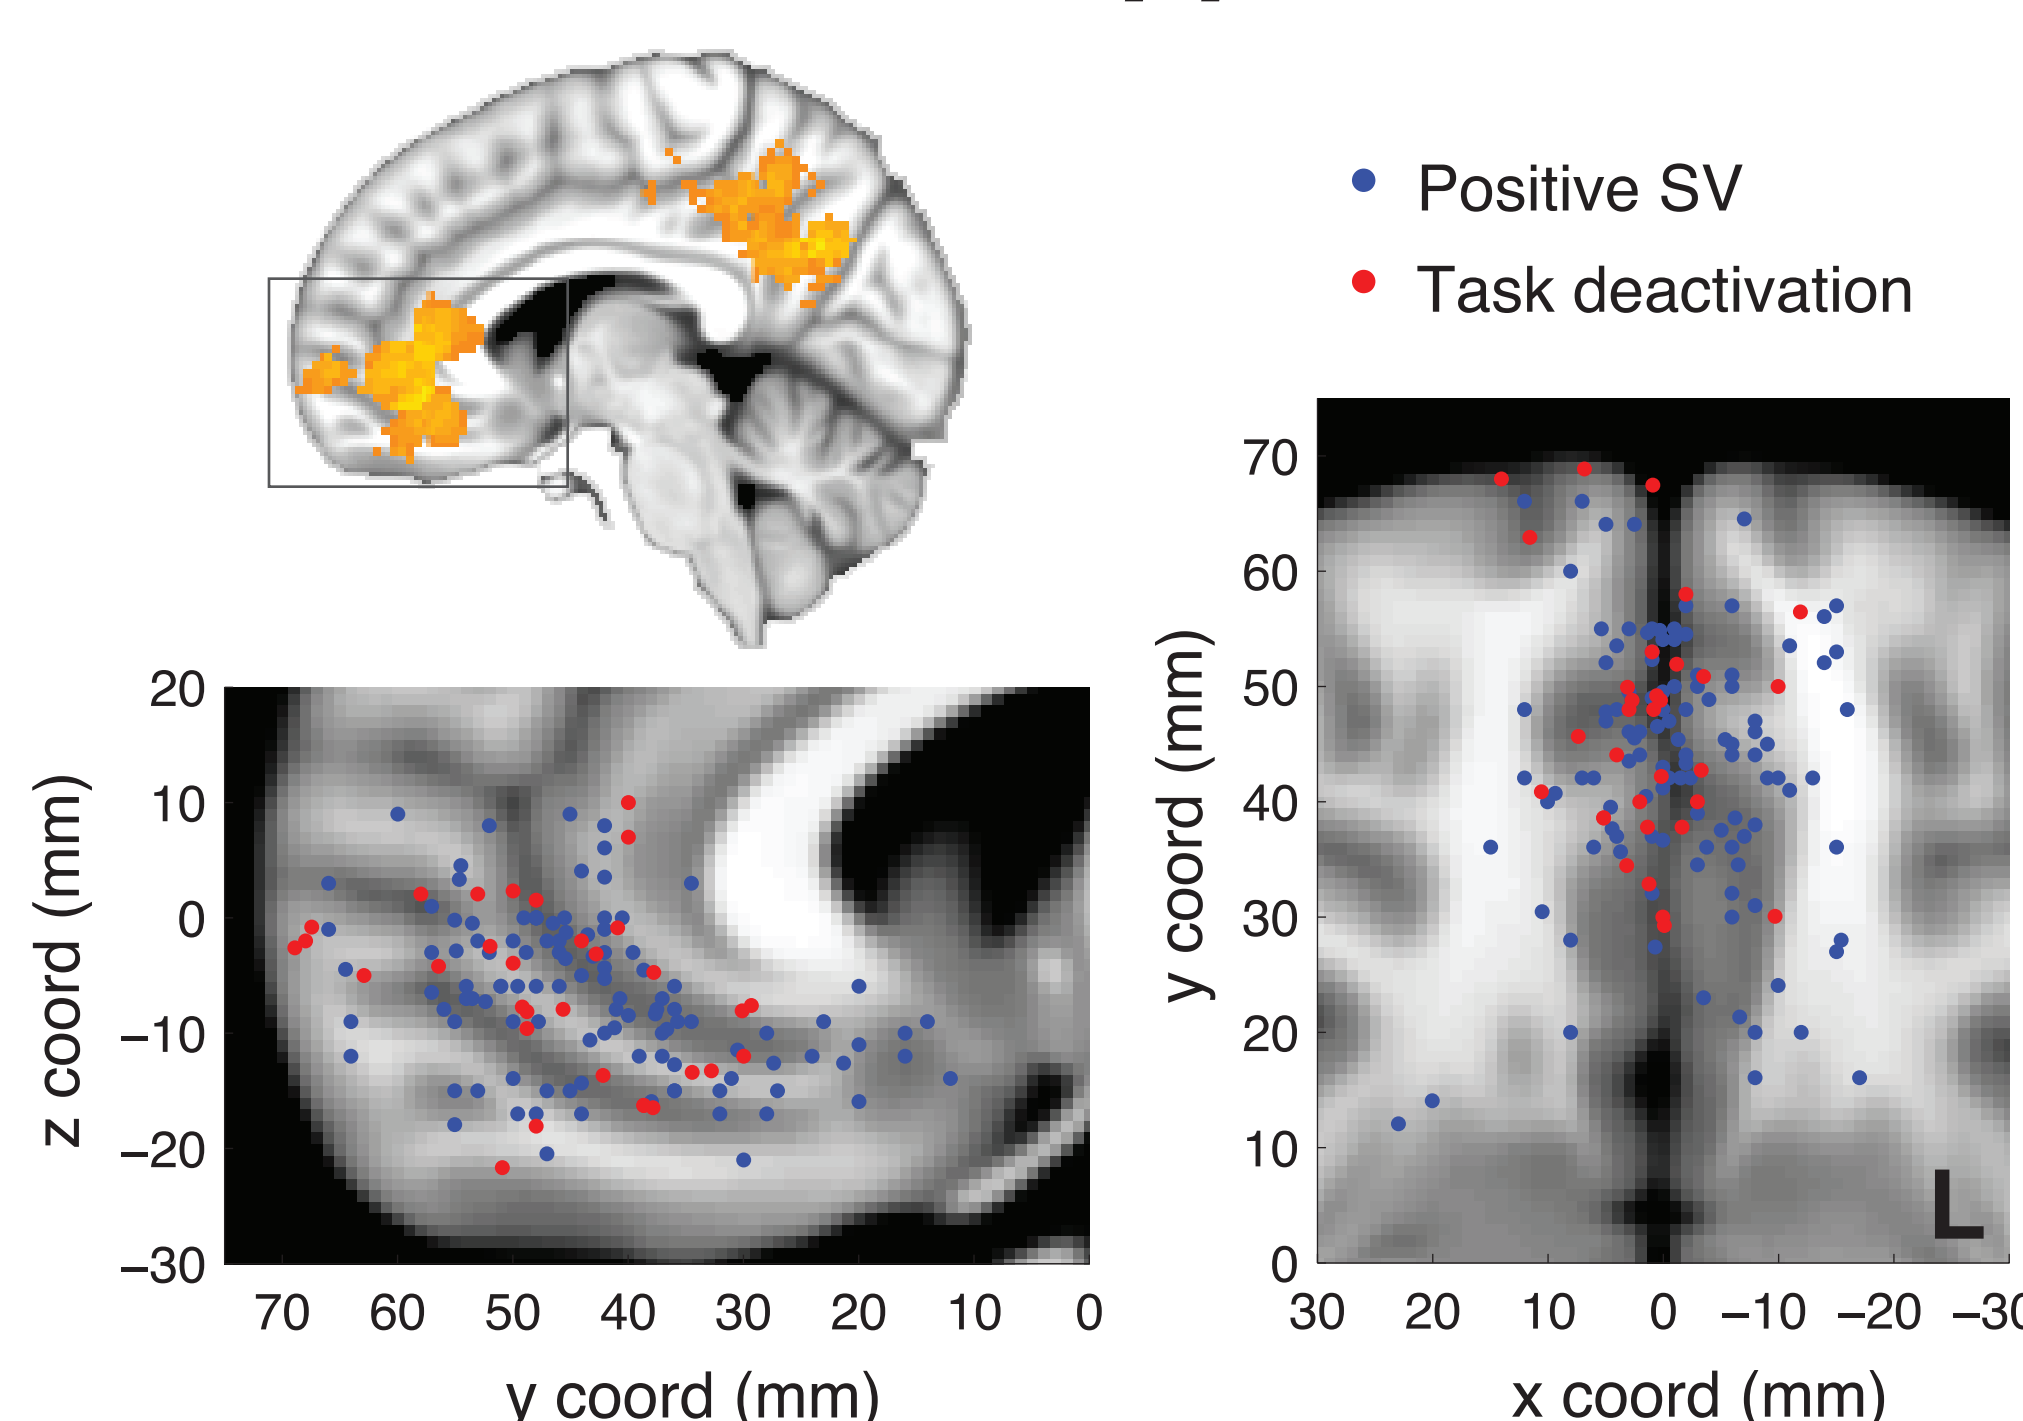 Positive SV
Task deactivation
20
10
0
−10
−20
−30
z coord (mm)
70 60 50 40 30 20 10 0
y coord (mm)
70
60
50
40
30
20
10
0
y coord (mm)
L
30 20 10 0 −10 −20
x coord (mm)